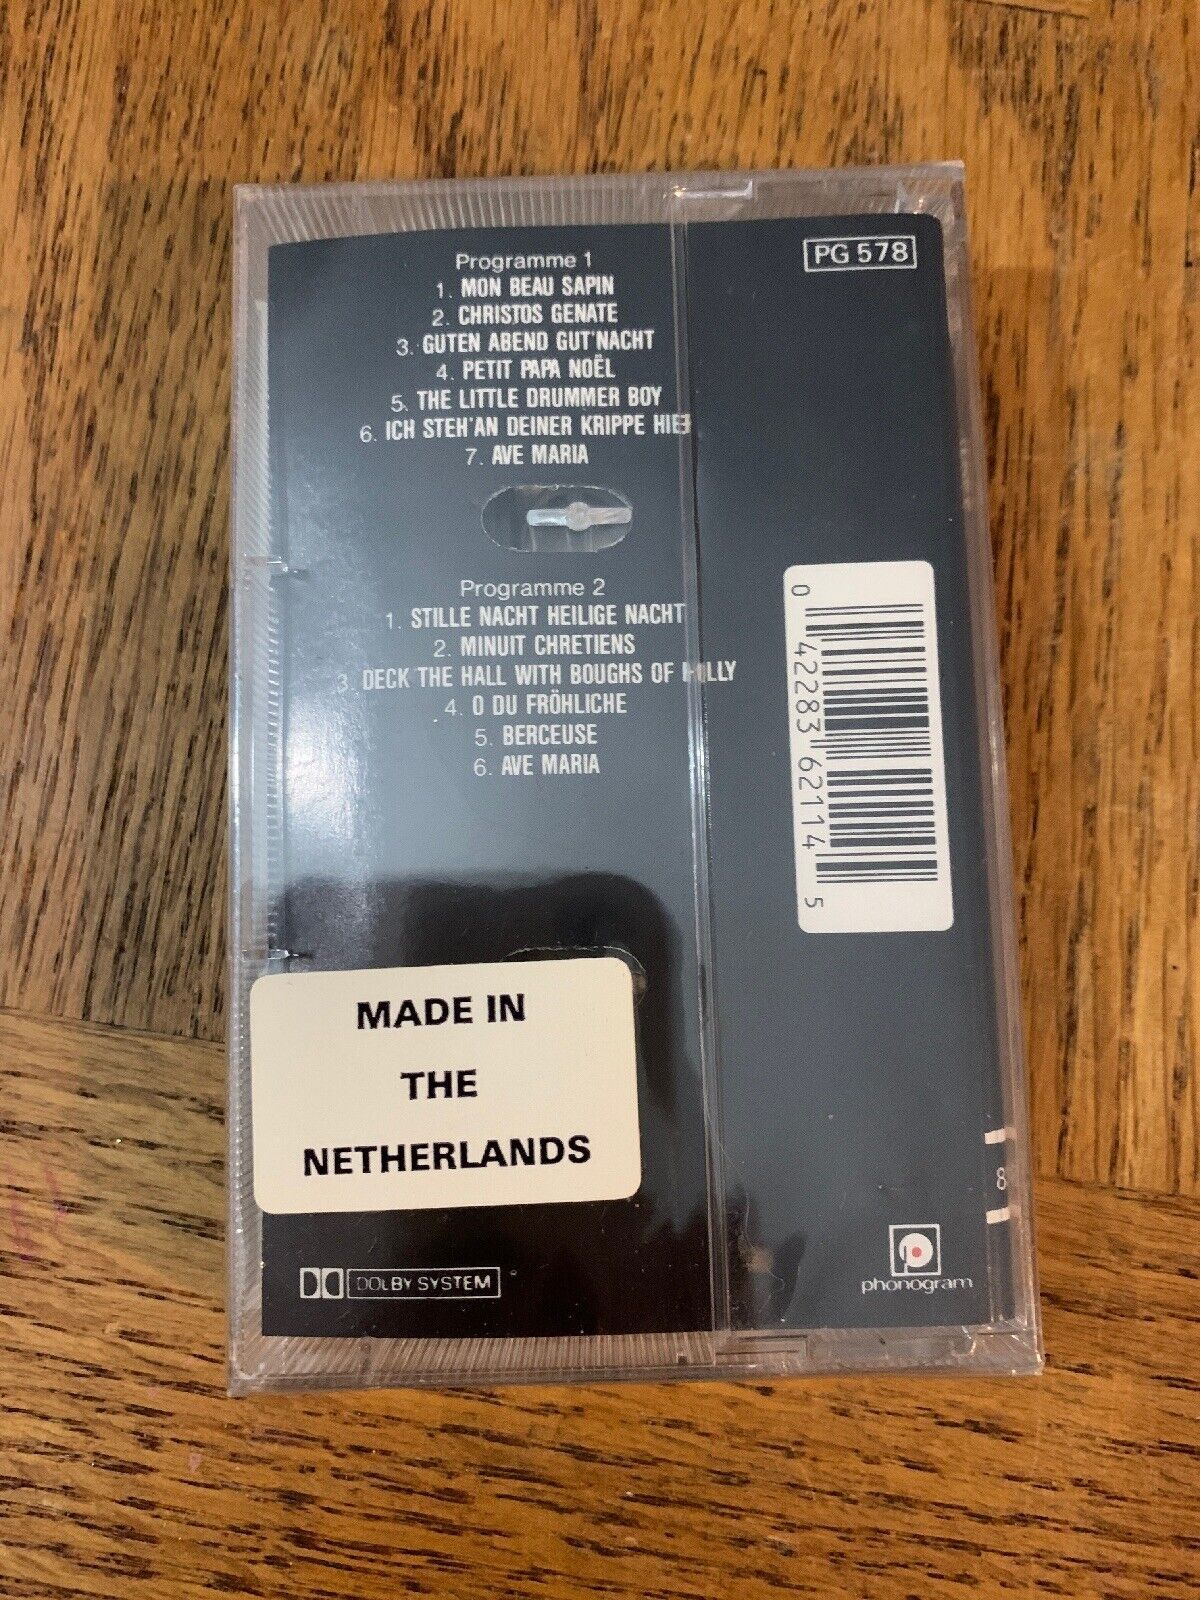 PG 578
Programme 1
1. MON BEAU SAPIN
2. CHRISTOS GENATE
3. GUTEN ABEND GUT'NACHT
4. PETIT PAPA NOËL
5. THE LITTLE DRUMMER BOY
6. ICH STEH'AN DEINER KRIPPE HIER
7. AVE MARIA
Programme 2
1. STILLE NACHT HEILIGE NACHT
2. MINUIT CHRETIENS
3. DECK THE HALL WITH BOUGHS OF HOLLY
4. O DU FRÖHLICHE
5. BERCEUSE
6. AVE MARIA
0 42283 62114 5
MADE IN
THE
NETHERLANDS
DOLBY SYSTEM
8
phonogram